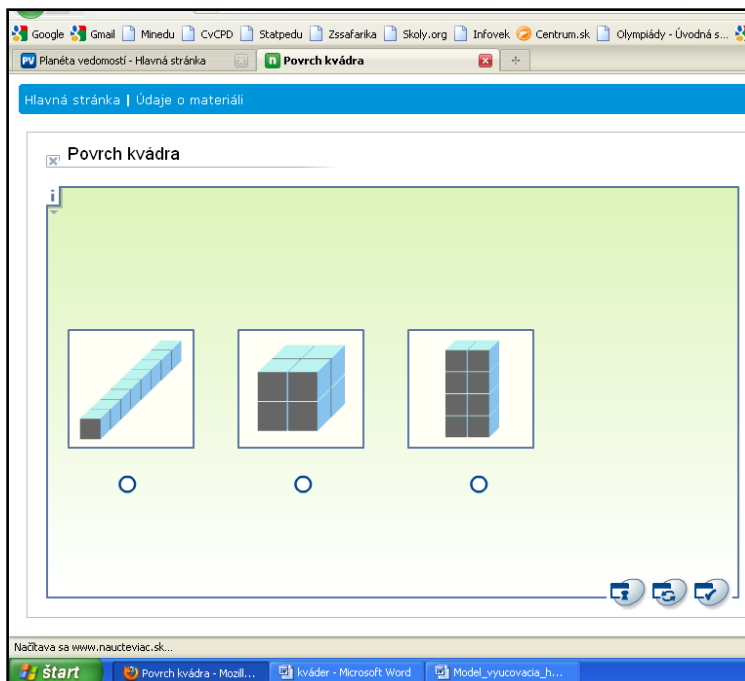 Google Gmail Minedu CvCPD Statpedu Zssafarika Skoly.org Infovek Centrum.sk Olympiády - Úvodná s...
PV Planéta vedomostí - Hlavná stránka n Povrch kvádra
Hlavná stránka | Údaje o materiáli
Povrch kvádra
i
Načítava sa www.naucteviac.sk...
štart Povrch kvádra - Mozill... kváder - Microsoft Word Model_vyucovacia_h...